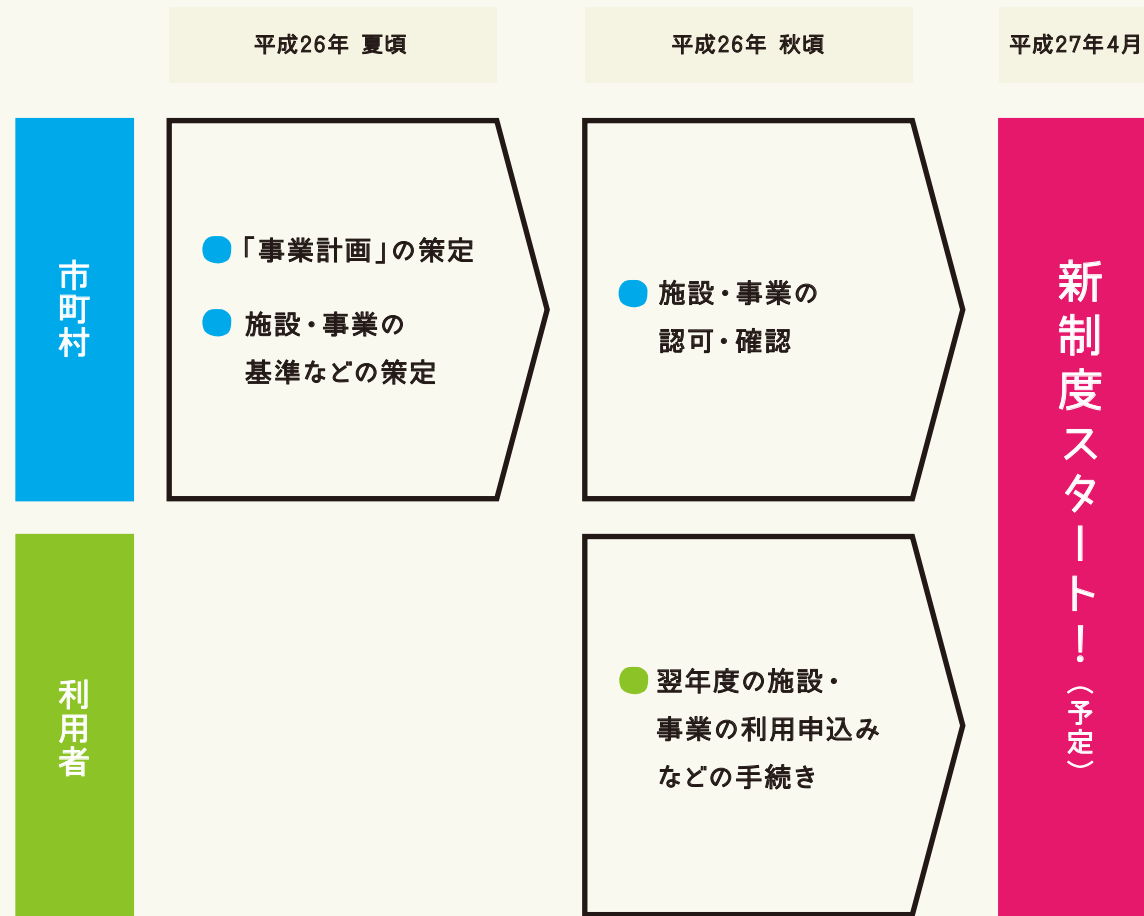 平成26年 夏頃
平成26年 秋頃
平成27年4月
市町村
●「事業計画」の策定
● 施設・事業の
基準などの策定
● 施設・事業の
認可・確認
利用者
● 翌年度の施設・
事業の利用申込み
などの手続き
新制度スタート!(予定)